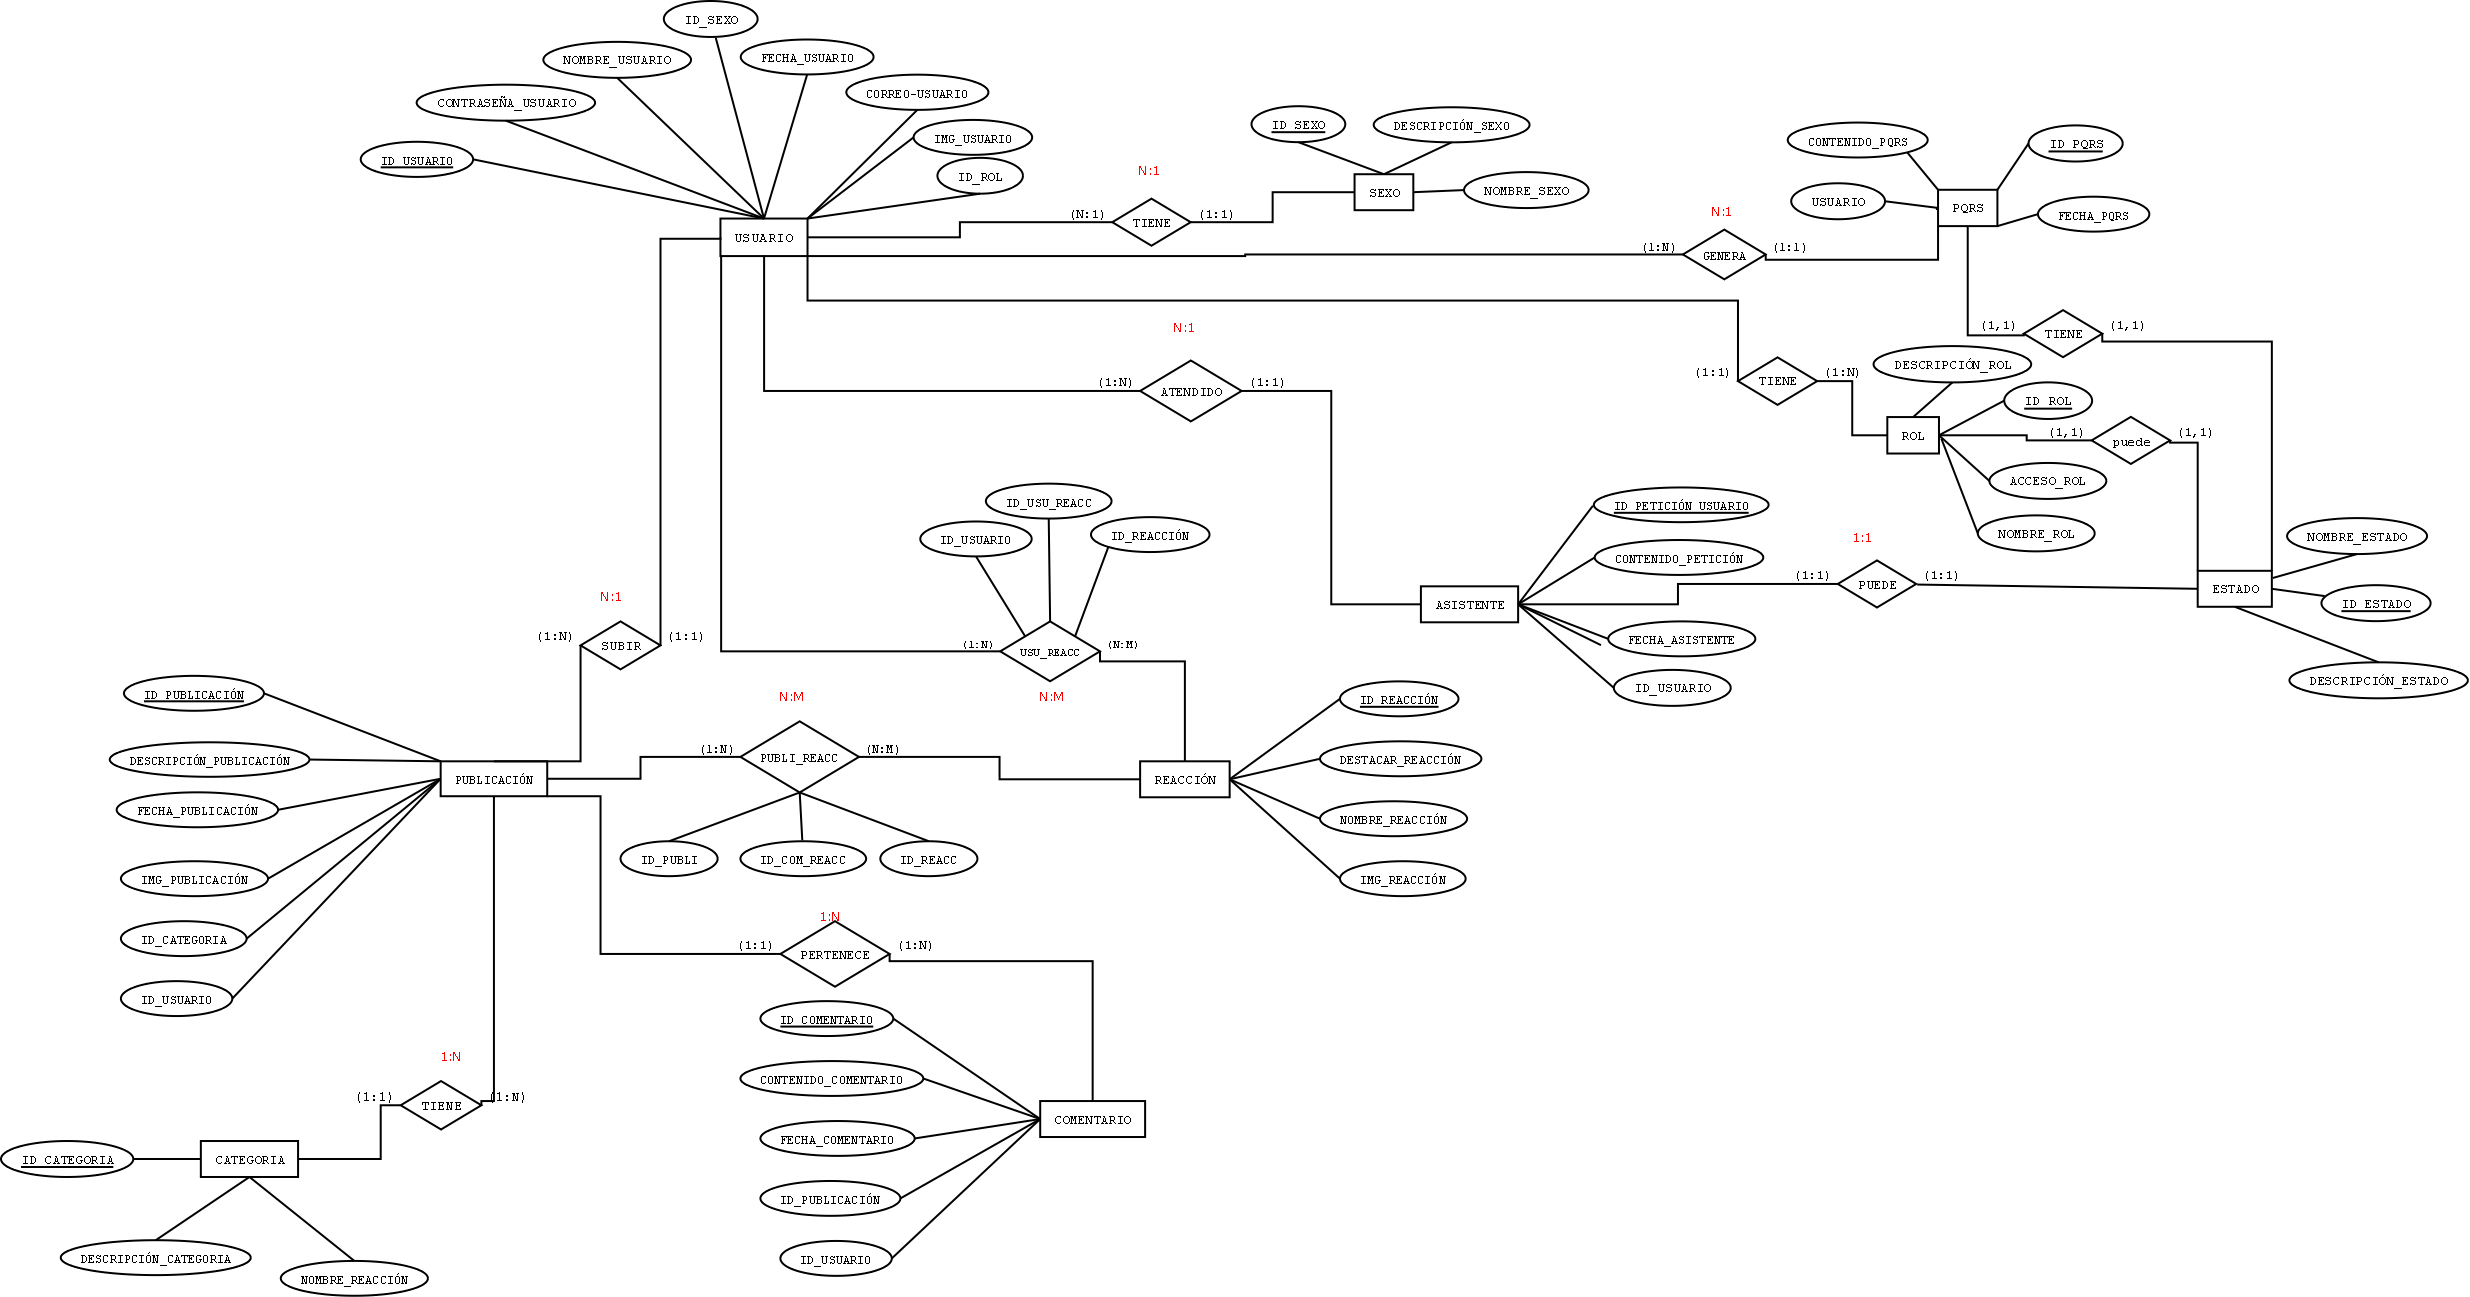 ID_SEXO
NOMBRE_USUARIO
FECHA_USUARIO
CONTRASEÑA_USUARIO
CORREO-USUARIO
ID_USUARIO
IMG_USUARIO
ID_ROL
USUARIO
N:1
(N:1)
TIENE
(1:1)
ID_SEXO
DESCRIPCIÓN_SEXO
SEXO
NOMBRE_SEXO
CONTENIDO_PQRS
ID_PQRS
USUARIO
PQRS
FECHA_PQRS
N:1
(1:N)
GENERA
(1:1)
(1,1)
TIENE
(1,1)
N:1
(1:N)
ATENDIDO
(1:1)
(1:1)
TIENE
(1:N)
DESCRIPCIÓN_ROL
ID_ROL
ROL
(1,1)
puede
(1,1)
ACCESO_ROL
NOMBRE_ROL
ID_USU_REACC
ID_USUARIO
ID_REACCIÓN
(1:N)
USU_REACC
(N:M)
N:M
ID_PETICIÓN_USUARIO
CONTENIDO_PETICIÓN
ASISTENTE
FECHA_ASISTENTE
ID_USUARIO
1:1
(1:1)
PUEDE
(1:1)
NOMBRE_ESTADO
ESTADO
ID_ESTADO
DESCRIPCIÓN_ESTADO
N:1
(1:N)
SUBIR
(1:1)
ID_PUBLICACIÓN
DESCRIPCIÓN_PUBLICACIÓN
PUBLICACIÓN
FECHA_PUBLICACIÓN
IMG_PUBLICACIÓN
ID_CATEGORIA
ID_USUARIO
N:M
(1:N)
PUBLI_REACC
(N:M)
ID_PUBLI
ID_COM_REACC
ID_REACC
REACCIÓN
ID_REACCIÓN
DESTACAR_REACCIÓN
NOMBRE_REACCIÓN
IMG_REACCIÓN
1:N
(1:1)
PERTENECE
(1:N)
ID_COMENTARIO
CONTENIDO_COMENTARIO
COMENTARIO
FECHA_COMENTARIO
ID_PUBLICACIÓN
ID_USUARIO
1:N
(1:1)
TIENE
(1:N)
ID_CATEGORIA
CATEGORIA
DESCRIPCIÓN_CATEGORIA
NOMBRE_REACCIÓN